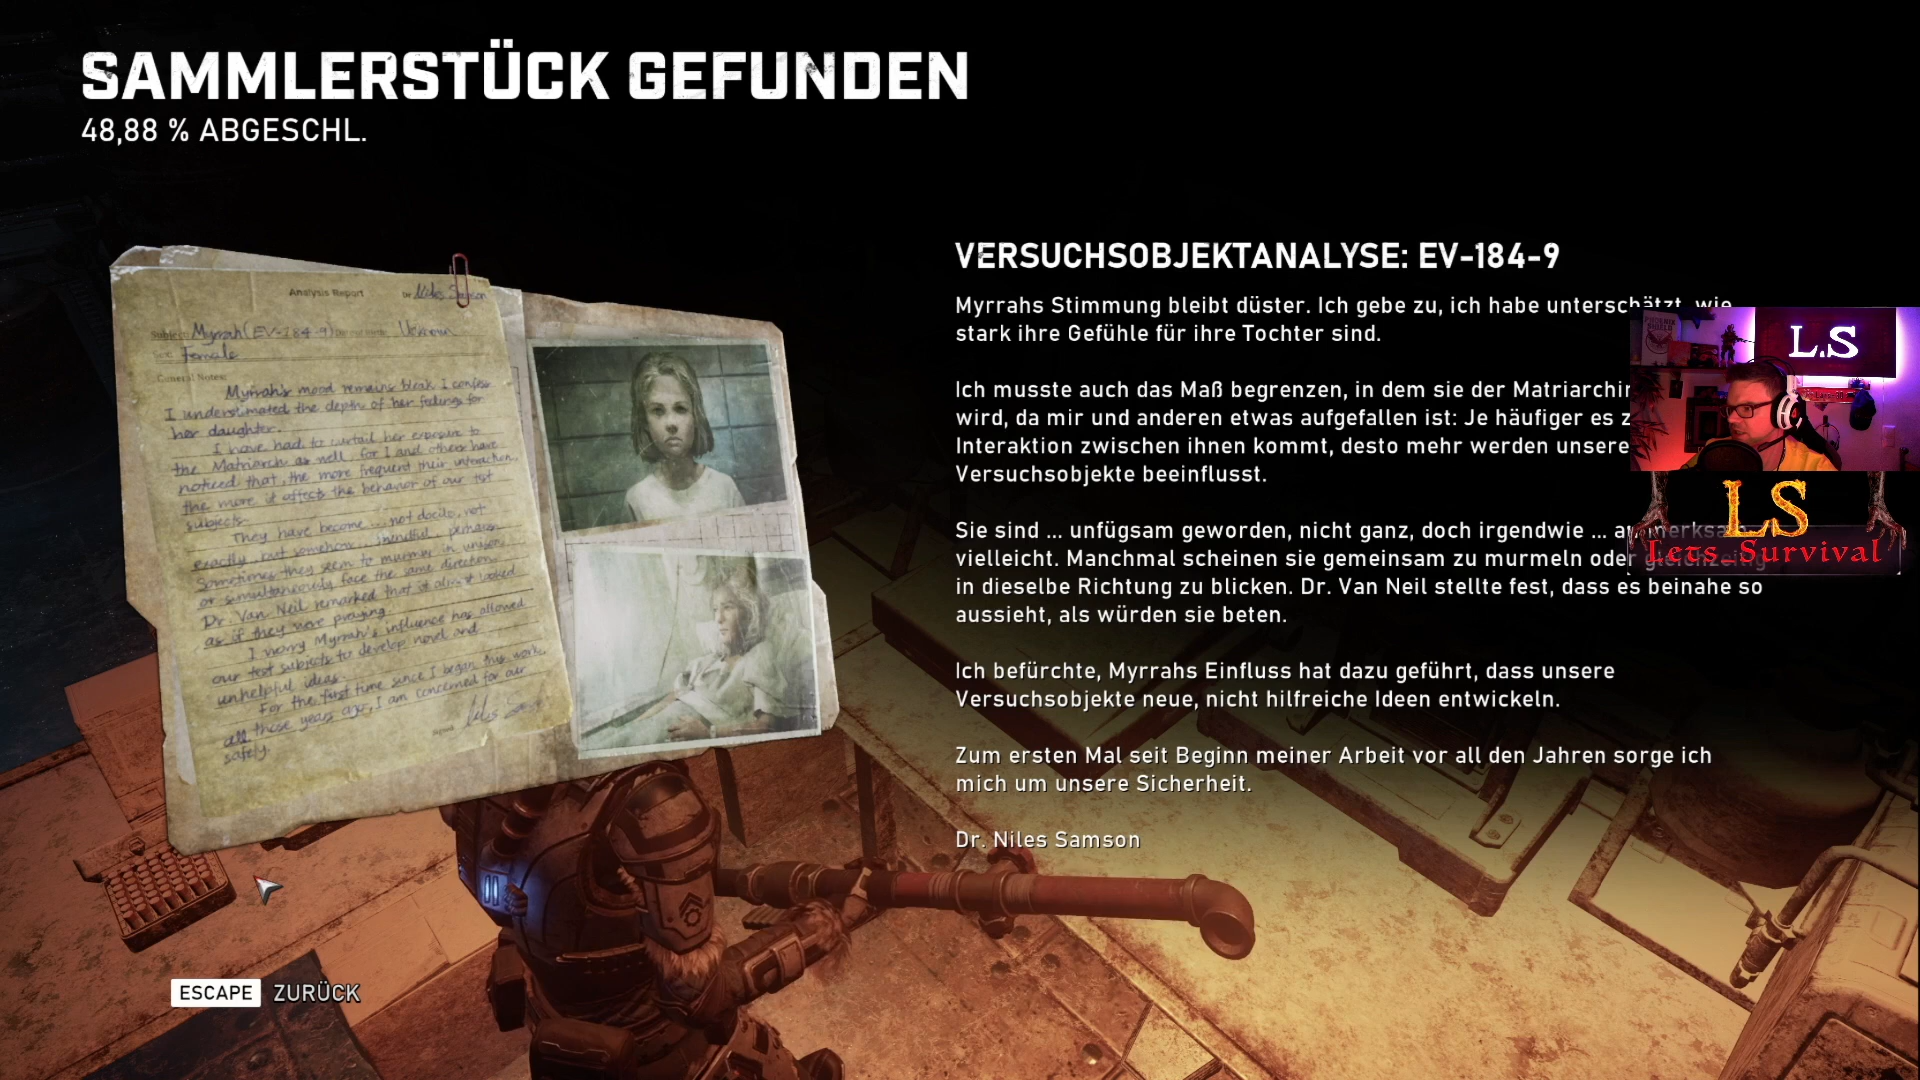 SAMMLERSTÜCK GEFUNDEN
48,88 % ABGESCHL.
Analysis Report
Subject: Myrrah (EV-184-9) Unknown
Female
General Notes:
Myrrah's mood remains bleak. I confess
I underestimated the depth of her feelings for
her daughter.
I have had to curtail her exposure to
the Matriarch as well, for I and others have
noticed that, the more frequent their interaction,
the more it affects the behavior of our test
subjects.
They have become ... not docile, not
exactly, but somehow ... mindful, perhaps.
Sometimes they seem to murmur in unison
or simultaneously face the same direction.
Dr. Van Neil remarked that it almost looked
as if they were praying.
I worry Myrrah's influence has allowed
our test subjects to develop novel and
unhelpful ideas.
For the first time since I began this work,
all those years ago, I am concerned for our
safety.
VERSUCHSOBJEKTANALYSE: EV-184-9
Myrrahs Stimmung bleibt düster. Ich gebe zu, ich habe unterschätzt, wie
stark ihre Gefühle für ihre Tochter sind.
Ich musste auch das Maß begrenzen, in dem sie der Matriarchin
wird, da mir und anderen etwas aufgefallen ist: Je häufiger es z
Interaktion zwischen ihnen kommt, desto mehr werden unsere
Versuchsobjekte beeinflusst.
Sie sind ... unfügsam geworden, nicht ganz, doch irgendwie ... aufmerksam,
vielleicht. Manchmal scheinen sie gemeinsam zu murmeln oder gleichzeitig
in dieselbe Richtung zu blicken. Dr. Van Neil stellte fest, dass es beinahe so
aussieht, als würden sie beten.
Ich befürchte, Myrrahs Einfluss hat dazu geführt, dass unsere
Versuchsobjekte neue, nicht hilfreiche Ideen entwickeln.
Zum ersten Mal seit Beginn meiner Arbeit vor all den Jahren sorge ich
mich um unsere Sicherheit.
Dr. Niles Samson
L.S
LS
Lets_Survival
ESCAPE ZURÜCK